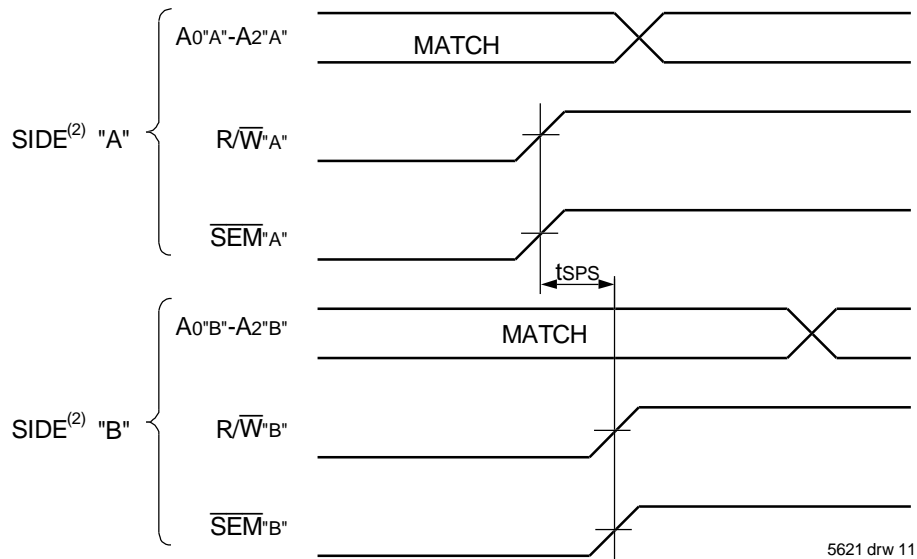 A0"A"-A2"A"
MATCH
SIDE(2) "A"
R/W"A"
SEM"A"
tSPS
A0"B"-A2"B"
MATCH
SIDE(2) "B"
R/W"B"
SEM"B"
5621 drw 11